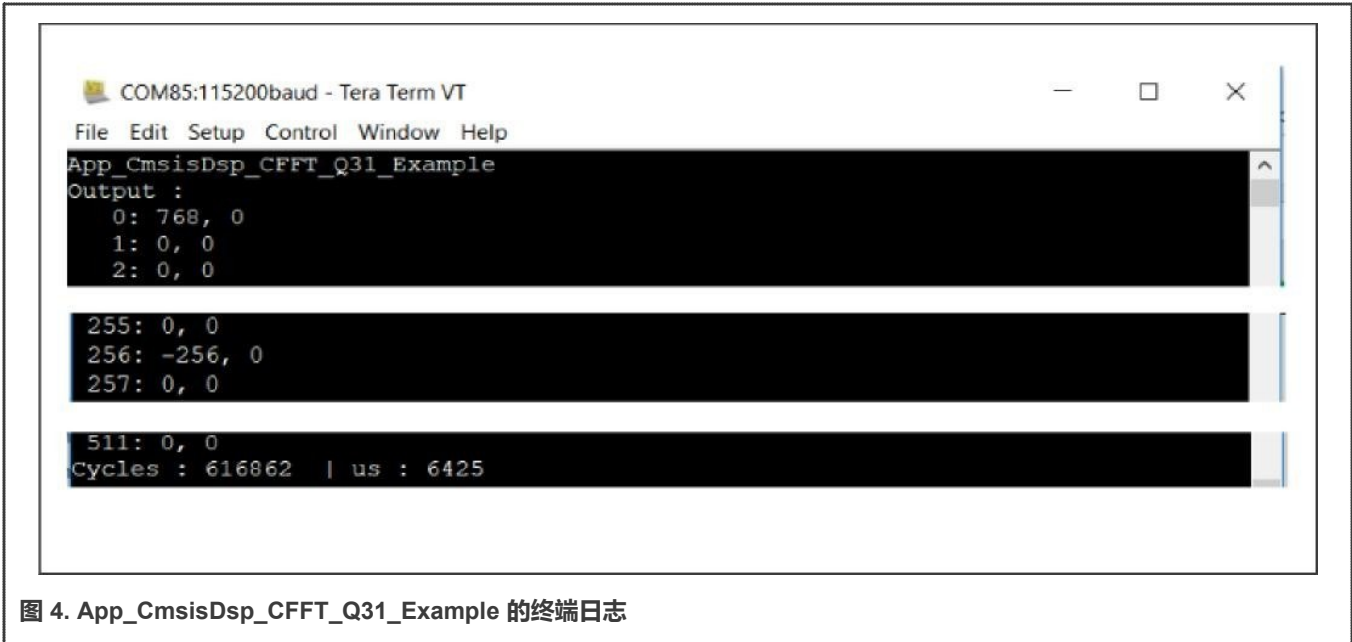 COM85:115200baud - Tera Term VT
File Edit Setup Control Window Help
App_CmsisDsp_CFFT_Q31_Example
Output :
0: 768, 0
1: 0, 0
2: 0, 0
255: 0, 0
256: -256, 0
257: 0, 0
511: 0, 0
Cycles : 616862 | us : 6425
图 4. App_CmsisDsp_CFFT_Q31_Example 的终端日志